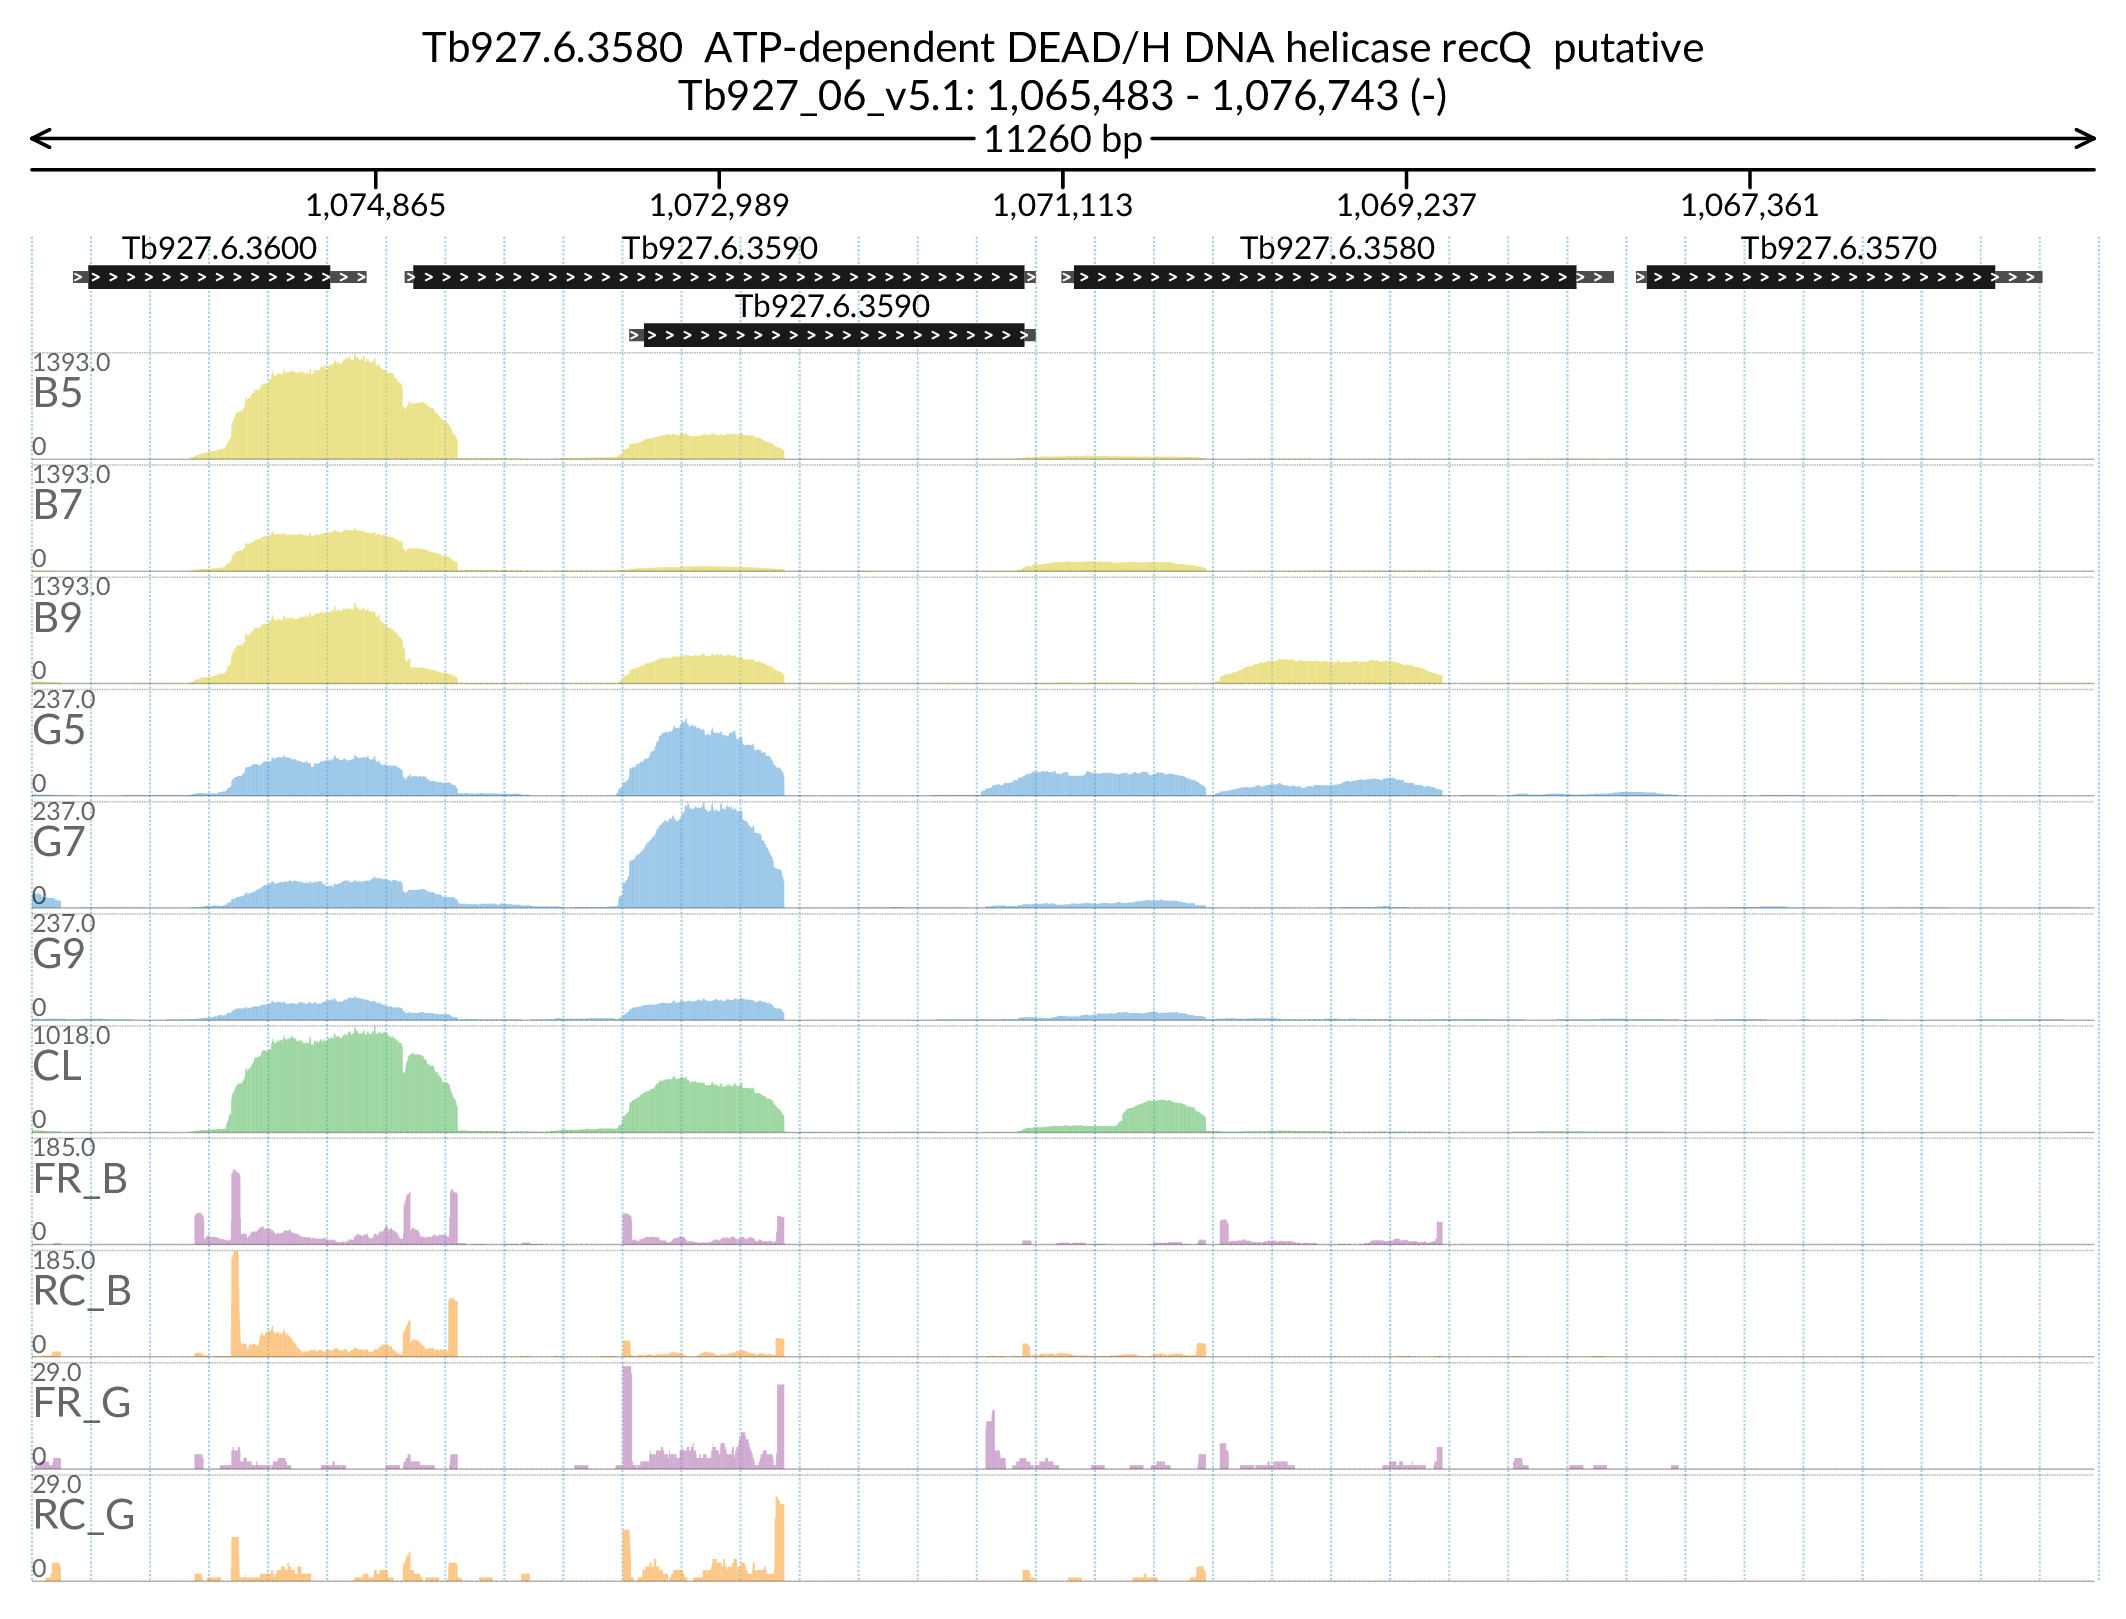 Tb927.6.3580  ATP-dependent DEAD/H DNA helicase recQ  putative
Tb927_06_v5.1: 1,065,483 - 1,076,743 (-)
11260 bp
1,074,865 1,072,989 1,071,113 1,069,237 1,067,361
Tb927.6.3600 Tb927.6.3590 Tb927.6.3580 Tb927.6.3570
Tb927.6.3590
1393.0
B5
0
1393.0
B7
0
1393.0
B9
0
237.0
G5
0
237.0
G7
0
237.0
G9
0
1018.0
CL
0
185.0
FR_B
0
185.0
RC_B
0
29.0
FR_G
0
29.0
RC_G
0